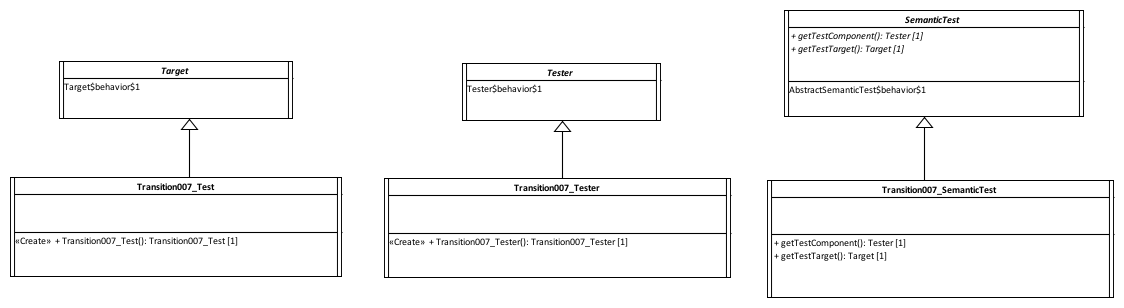 Target
Target$behavior$1
Transition007_Test
«Create» + Transition007_Test(): Transition007_Test [1]
Tester
Tester$behavior$1
Transition007_Tester
«Create» + Transition007_Tester(): Transition007_Tester [1]
SemanticTest
+ getTestComponent(): Tester [1]
+ getTestTarget(): Target [1]
AbstractSemanticTest$behavior$1
Transition007_SemanticTest
+ getTestComponent(): Tester [1]
+ getTestTarget(): Target [1]